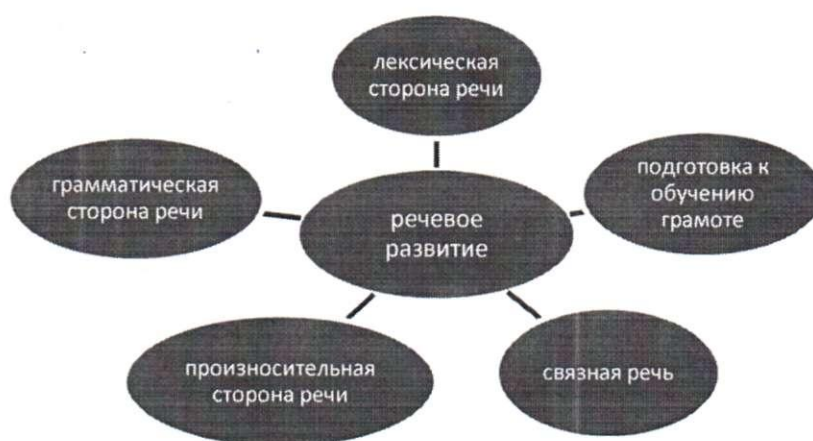 лексическая
сторона речи
грамматическая
сторона речи
подготовка к
обучению
грамоте
речевое
развитие
произносительная
сторона речи
связная речь